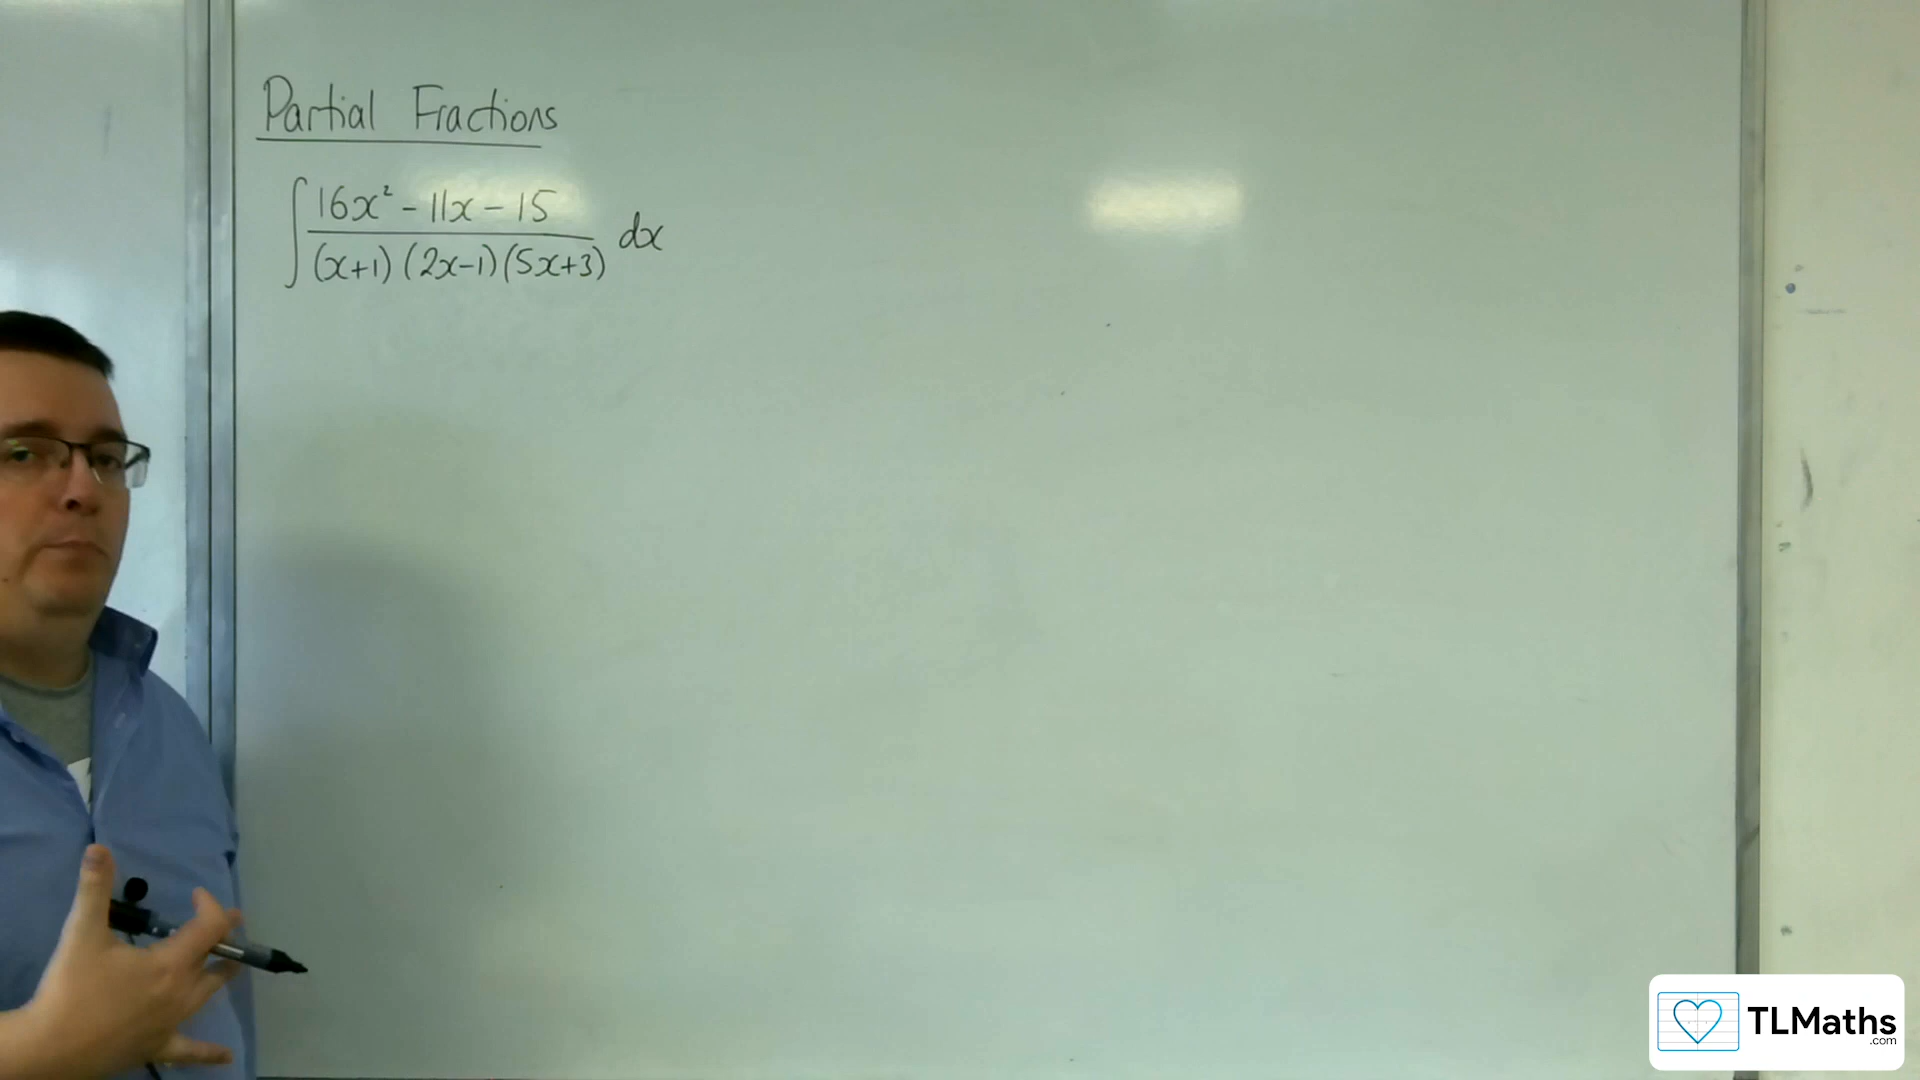 Partial Fractions
∫ 16x² - 11x - 15
(x+1)(2x-1)(5x+3) dx
TLMaths
.com